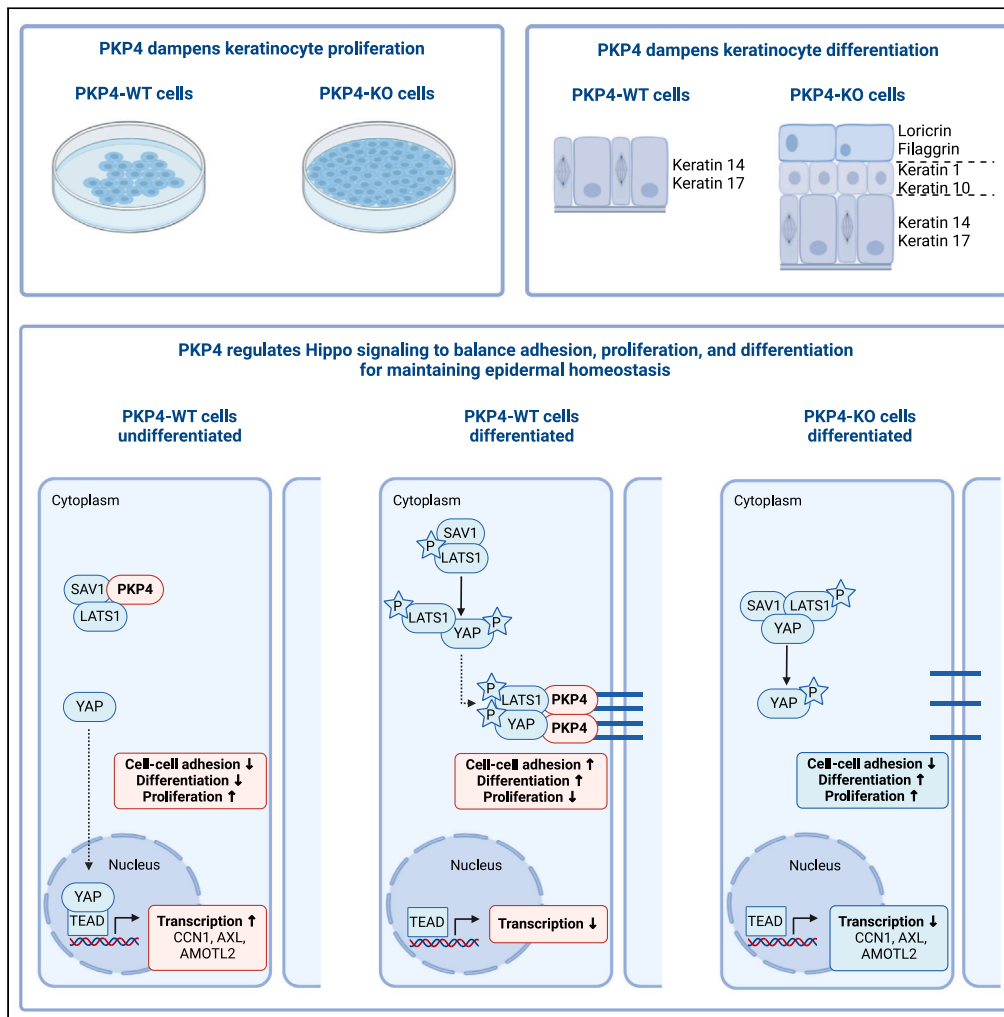 PKP4 dampens keratinocyte proliferation
PKP4-WT cells
PKP4-KO cells
PKP4 dampens keratinocyte differentiation
PKP4-WT cells
PKP4-KO cells
Keratin 14
Keratin 17
Loricrin
Filaggrin
Keratin 1
Keratin 10
Keratin 14
Keratin 17
PKP4 regulates Hippo signaling to balance adhesion, proliferation, and differentiation
for maintaining epidermal homeostasis
PKP4-WT cells
undifferentiated
Cytoplasm
SAV1
PKP4
LATS1
YAP
Cell-cell adhesion ↓
Differentiation ↓
Proliferation ↑
Nucleus
YAP
TEAD
Transcription ↑
CCN1, AXL,
AMOTL2
PKP4-WT cells
differentiated
Cytoplasm
SAV1
P
LATS1
P
LATS1
YAP
P
P
LATS1
PKP4
P
YAP
PKP4
Cell-cell adhesion ↑
Differentiation ↑
Proliferation ↓
Nucleus
TEAD
Transcription ↓
PKP4-KO cells
differentiated
Cytoplasm
SAV1
LATS1
P
YAP
YAP
P
Cell-cell adhesion ↓
Differentiation ↑
Proliferation ↑
Nucleus
TEAD
Transcription ↓
CCN1, AXL,
AMOTL2